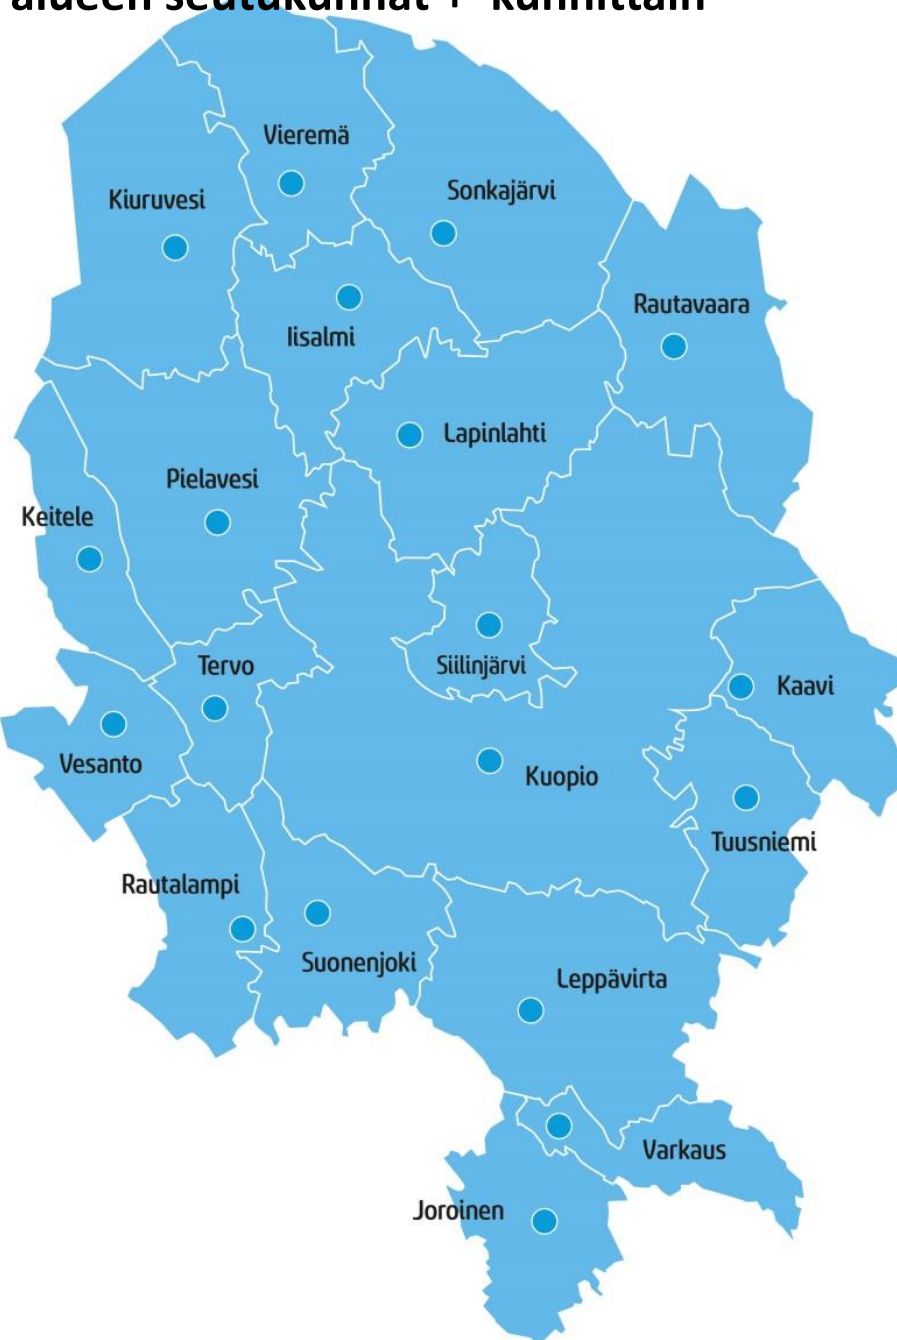 alueen seutukunnat + kunnittain
Vieremä
Sonkajärvi
Kiuruvesi
Rautavaara
Iisalmi
Lapinlahti
Pielavesi
Keitele
Tervo
Siilinjärvi
Kaavi
Vesanto
Kuopio
Tuusniemi
Rautalampi
Suonenjoki
Leppävirta
Varkaus
Joroinen